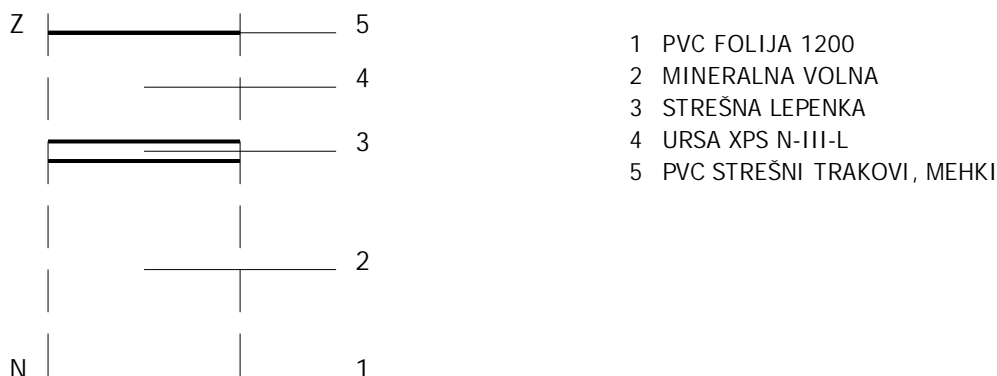 Z
5
4
3
2
N
1
1 PVC FOLIJA 1200
2 MINERALNA VOLNA
3 STREŠNA LEPENKA
4 URSA XPS N-III-L
5 PVC STREŠNI TRAKOVI, MEHKI